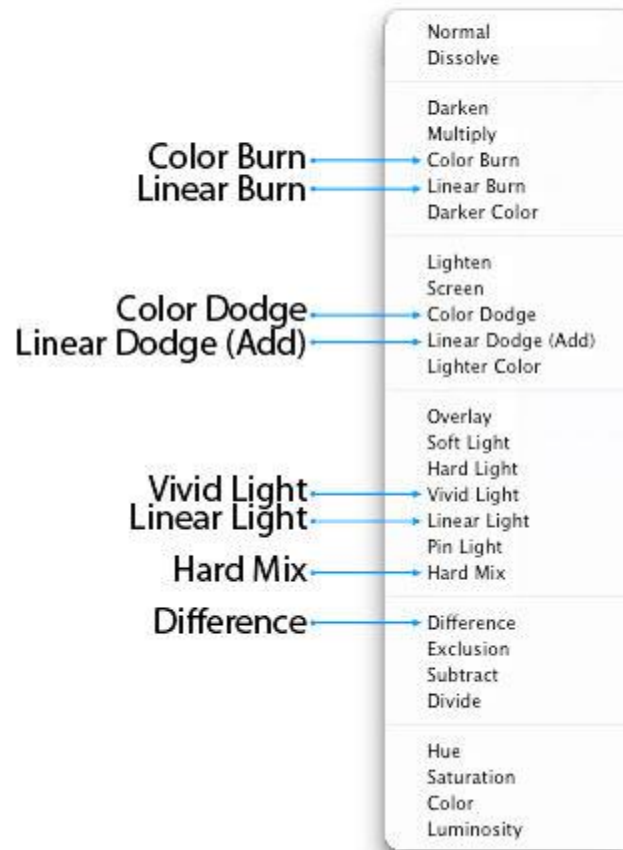 Normal
Dissolve
Darken
Multiply
Color Burn Color Burn
Linear Burn Linear Burn
Darker Color
Lighten
Screen
Color Dodge Color Dodge
Linear Dodge (Add) Linear Dodge (Add)
Lighter Color
Overlay
Soft Light
Hard Light
Vivid Light Vivid Light
Linear Light Linear Light
Pin Light
Hard Mix Hard Mix
Difference Difference
Exclusion
Subtract
Divide
Hue
Saturation
Color
Luminosity